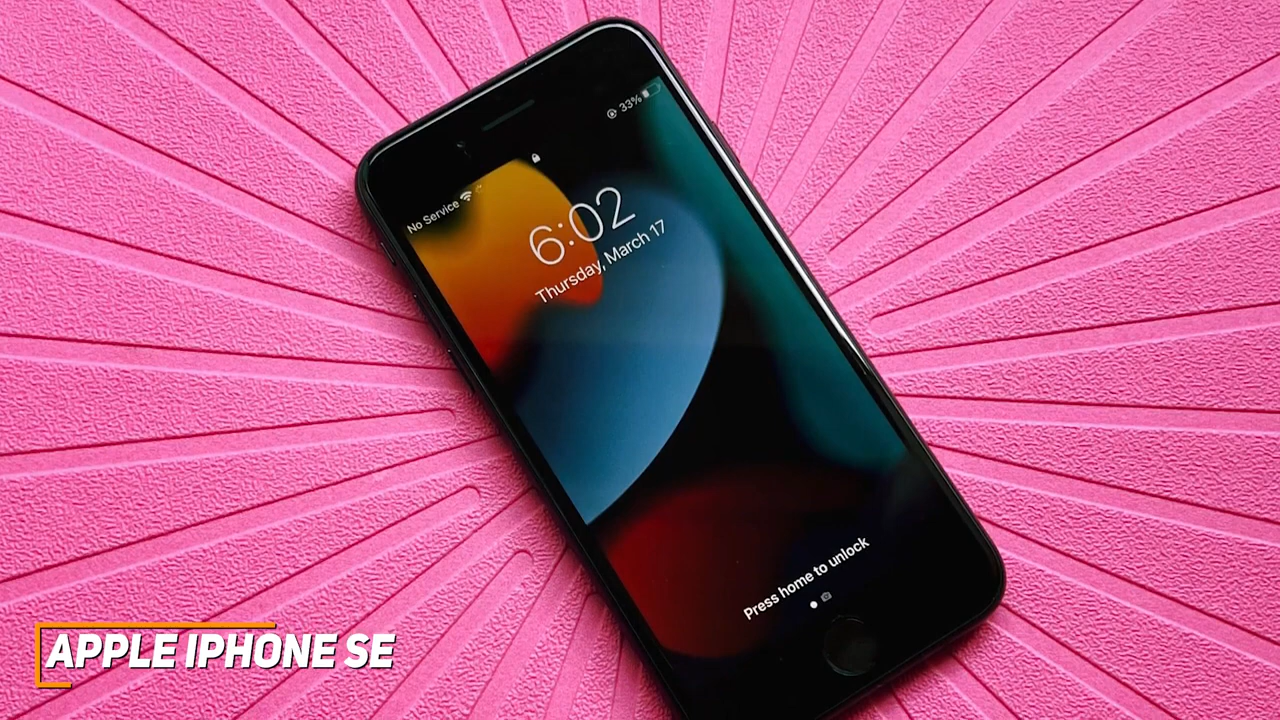 No Service
33%
6:02
Thursday, March 17
Press home to unlock
APPLE IPHONE SE